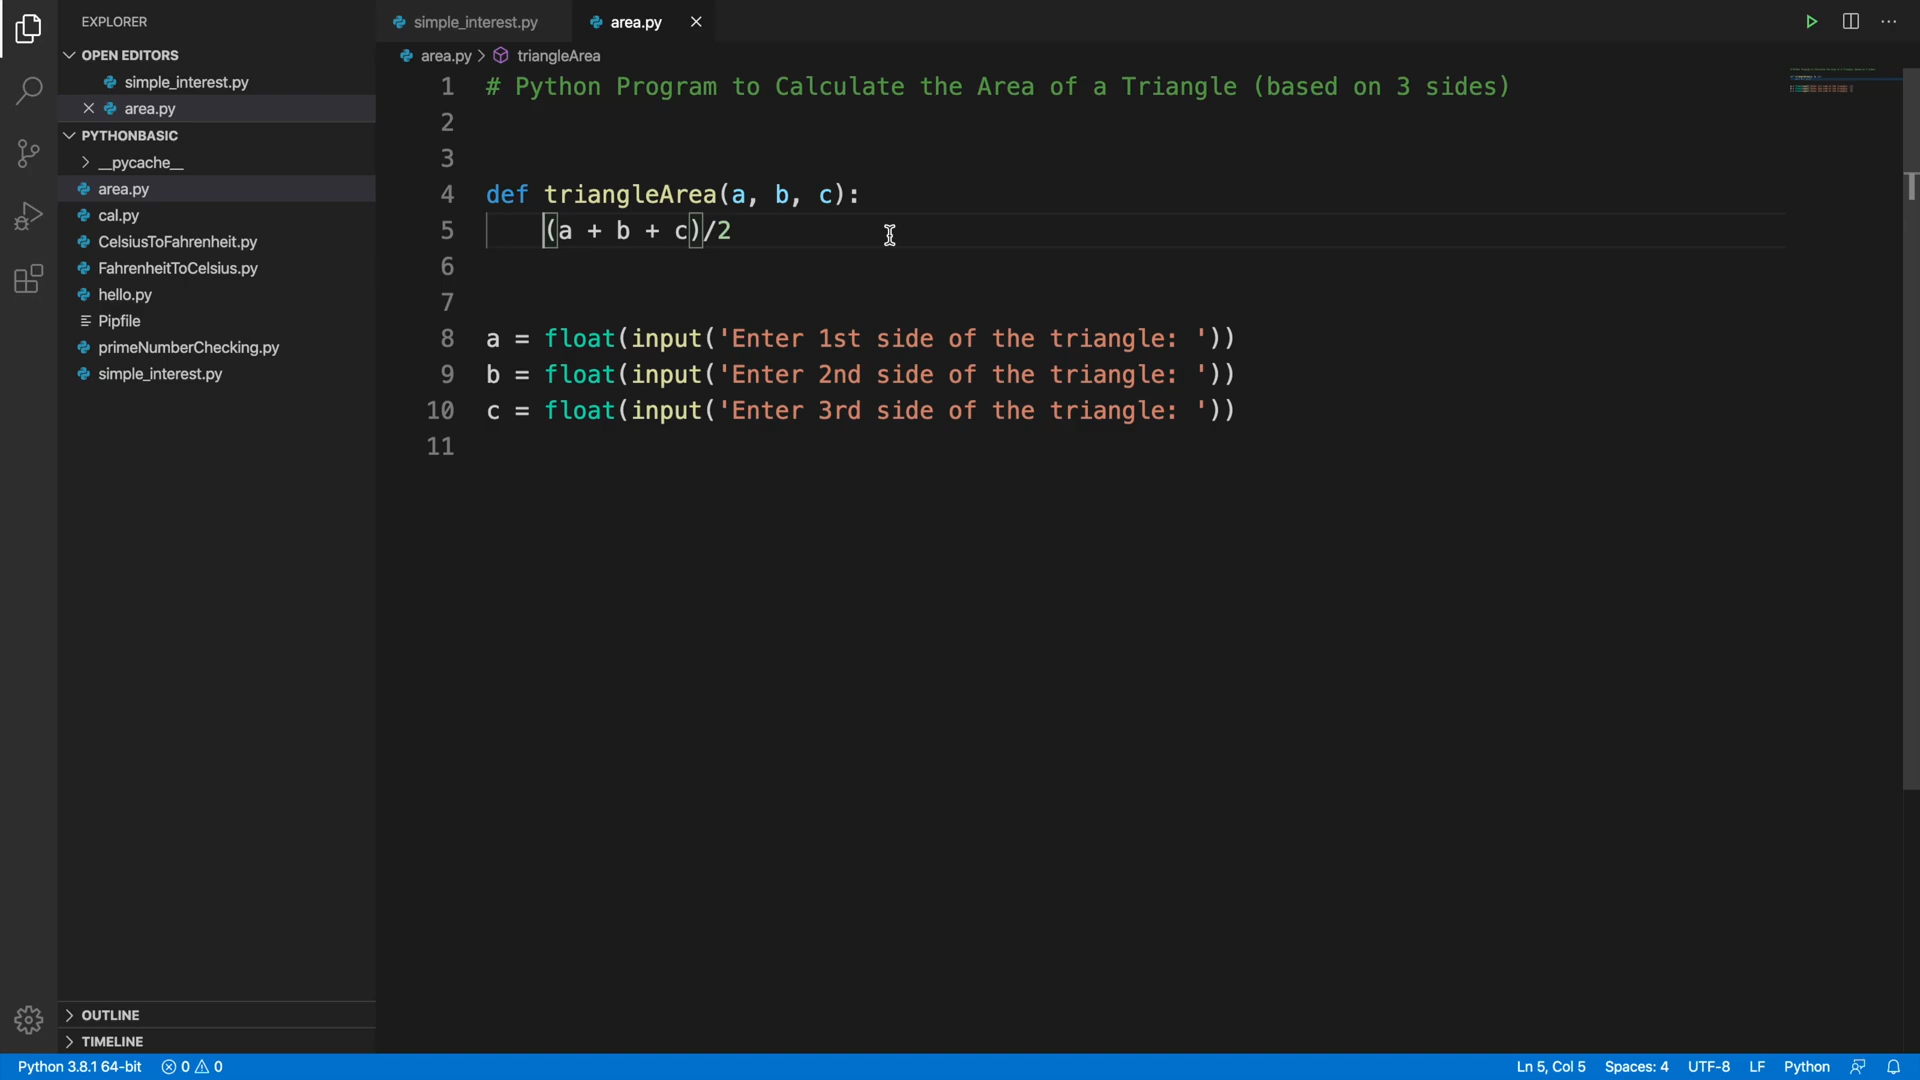 EXPLORER
OPEN EDITORS
simple_interest.py
area.py
PYTHONBASIC
__pycache__
area.py
cal.py
CelsiusToFahrenheit.py
FahrenheitToCelsius.py
hello.py
Pipfile
primeNumberChecking.py
simple_interest.py
OUTLINE
TIMELINE
simple_interest.py area.py
area.py > triangleArea
1 # Python Program to Calculate the Area of a Triangle (based on 3 sides)
2
3
4 def triangleArea(a, b, c):
5 (a + b + c)/2
6
7
8 a = float(input('Enter 1st side of the triangle: '))
9 b = float(input('Enter 2nd side of the triangle: '))
10 c = float(input('Enter 3rd side of the triangle: '))
11
Python 3.8.1 64-bit 0 0 Ln 5, Col 5 Spaces: 4 UTF-8 LF Python